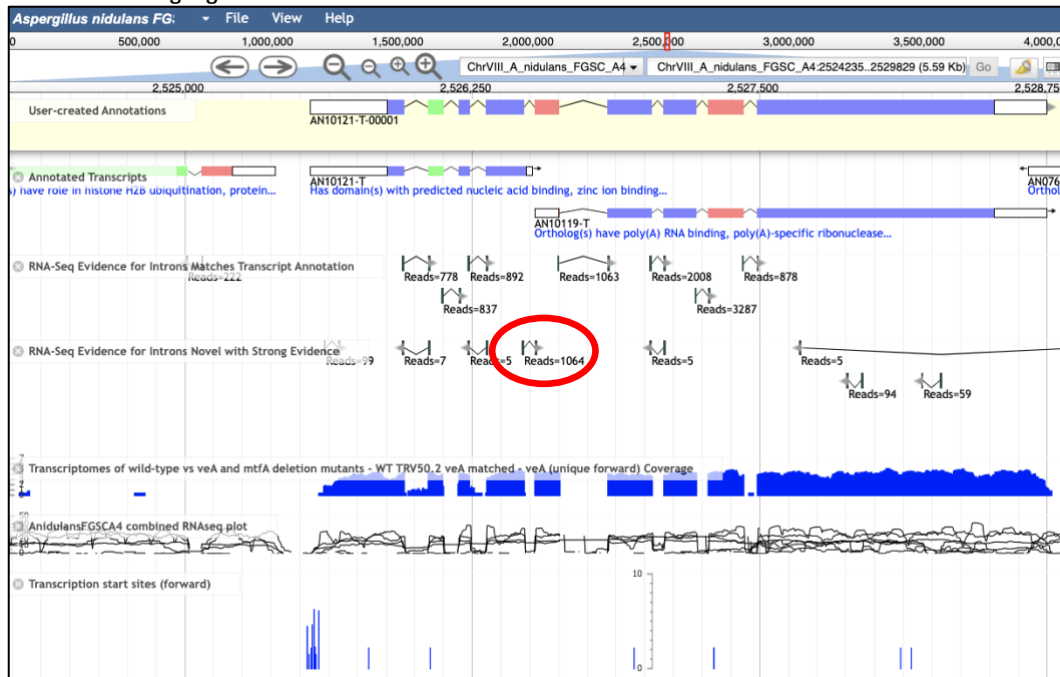 Aspergillus nidulans FG: File View Help
0 500,000 1,000,000 1,500,000 2,000,000 2,500,000 3,000,000 3,500,000 4,000,0
ChrVIII_A_nidulans_FGSC_A4 ChrVIII_A_nidulans_FGSC_A4:2524235..2529829 (5.59 Kb) Go
2,525,000 2,526,250 2,527,500 2,528,75
User-created Annotations
AN10121-T-00001
Annotated Transcripts
AN10121-T AN076
s) have role in histone H2B ubiquitination, protein... Has domain(s) with predicted nucleic acid binding, zinc ion binding... Orthol
AN10119-T
Ortholog(s) have poly(A) RNA binding, poly(A)-specific ribonuclease...
RNA-Seq Evidence for Introns Matches Transcript Annotation
Reads=222 Reads=778 Reads=892 Reads=1063 Reads=2008 Reads=878
Reads=837 Reads=3287
RNA-Seq Evidence for Introns Novel with Strong Evidence
Reads=99 Reads=7 Reads=5 Reads=1064 Reads=5 Reads=5
Reads=94 Reads=59
Transcriptomes of wild-type vs veA and mtfA deletion mutants - WT TRV50.2 veA matched - veA (unique forward) Coverage
AnidulansFGSCA4 combined RNAseq plot
Transcription start sites (forward)
10
0